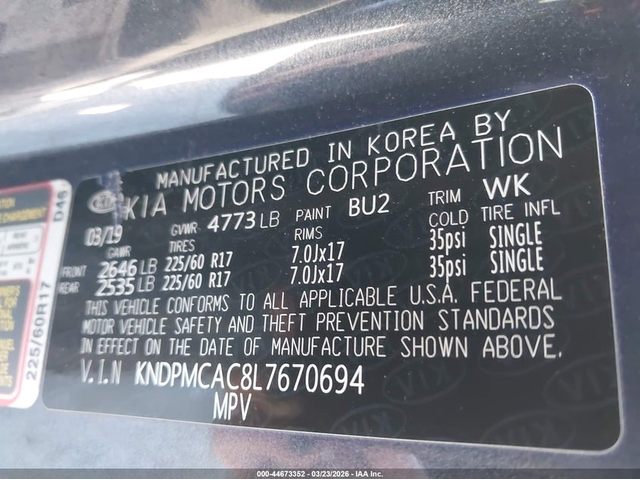 MANUFACTURED IN KOREA BY
KIA KIA MOTORS CORPORATION
03/19 GVWR 4773 LB PAINT BU2 TRIM WK
GAWR TIRES RIMS COLD TIRE INFL
FRONT 2646 LB 225/60 R17 7.0Jx17 35psi SINGLE
REAR 2535 LB 225/60 R17 7.0Jx17 35psi SINGLE
THIS VEHICLE CONFORMS TO ALL APPLICABLE U.S.A. FEDERAL
MOTOR VEHICLE SAFETY AND THEFT PREVENTION STANDARDS
IN EFFECT ON THE DATE OF MANUFACTURE SHOWN ABOVE.
V.I.N KNDPMCAC8L7670694
MPV
D46
225/60R17
000-44673352 | 03/23/2026 | IAA Inc.